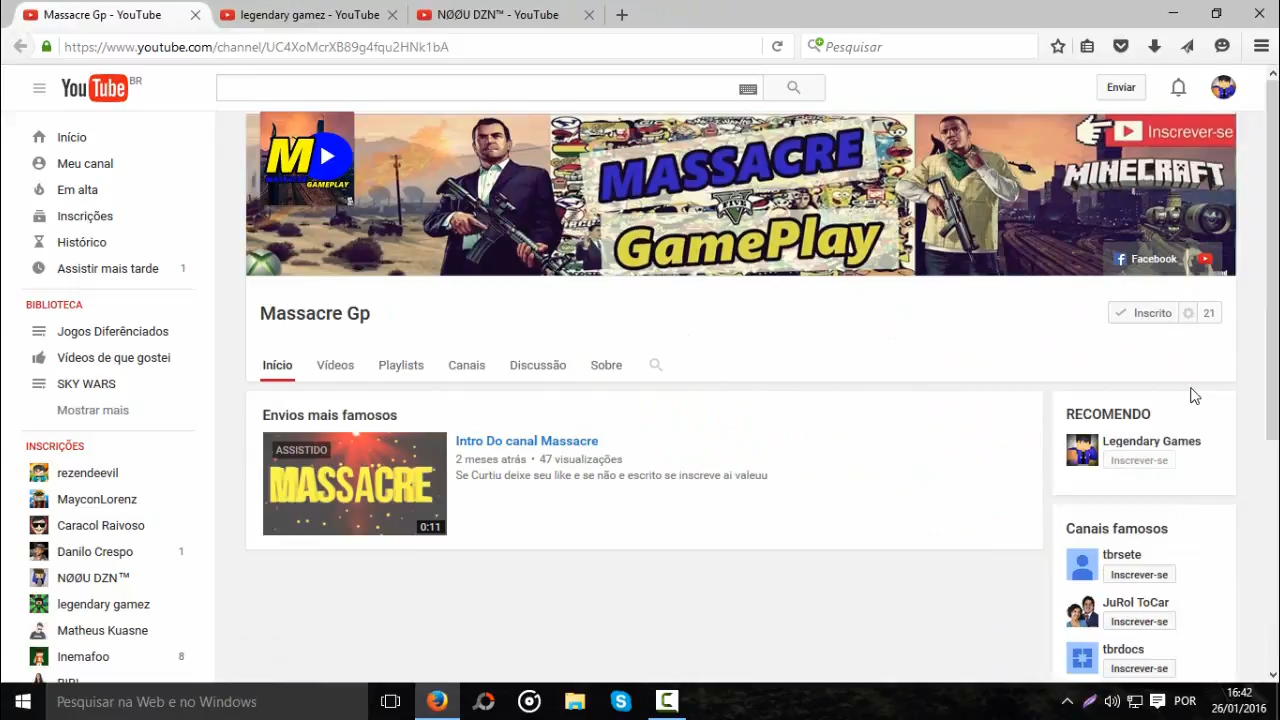 Massacre Gp - YouTube
legendary gamez - YouTube
NØØU DZN™ - YouTube
https://www.youtube.com/channel/UC4XoMcrXB89g4fqu2HNk1bA
Pesquisar
YouTube BR
Enviar
Início
Meu canal
Em alta
Inscrições
Histórico
Assistir mais tarde 1
BIBLIOTECA
Jogos Diferênciados
Vídeos de que gostei
SKY WARS
Mostrar mais
INSCRIÇÕES
rezendeevil
MayconLorenz
Caracol Raivoso
Danilo Crespo 1
NØØU DZN™
legendary gamez
Matheus Kuasne
Inemafoo 8
M
GAMEPLAY
MASSACRE
FIVE
GamePlay
Inscrever-se
MINECRAFT
Facebook
Massacre Gp
Inscrito 21
Início Vídeos Playlists Canais Discussão Sobre
Envios mais famosos
ASSISTIDO
MASSACRE
0:11
Intro Do canal Massacre
2 meses atrás • 47 visualizações
Se Curtiu deixe seu like e se não e escrito se inscreve ai valeuu
RECOMENDO
Legendary Games
Inscrever-se
Canais famosos
tbrsete
Inscrever-se
JuRol ToCar
Inscrever-se
tbrdocs
Inscrever-se
Pesquisar na Web e no Windows
POR
16:42
26/01/2016